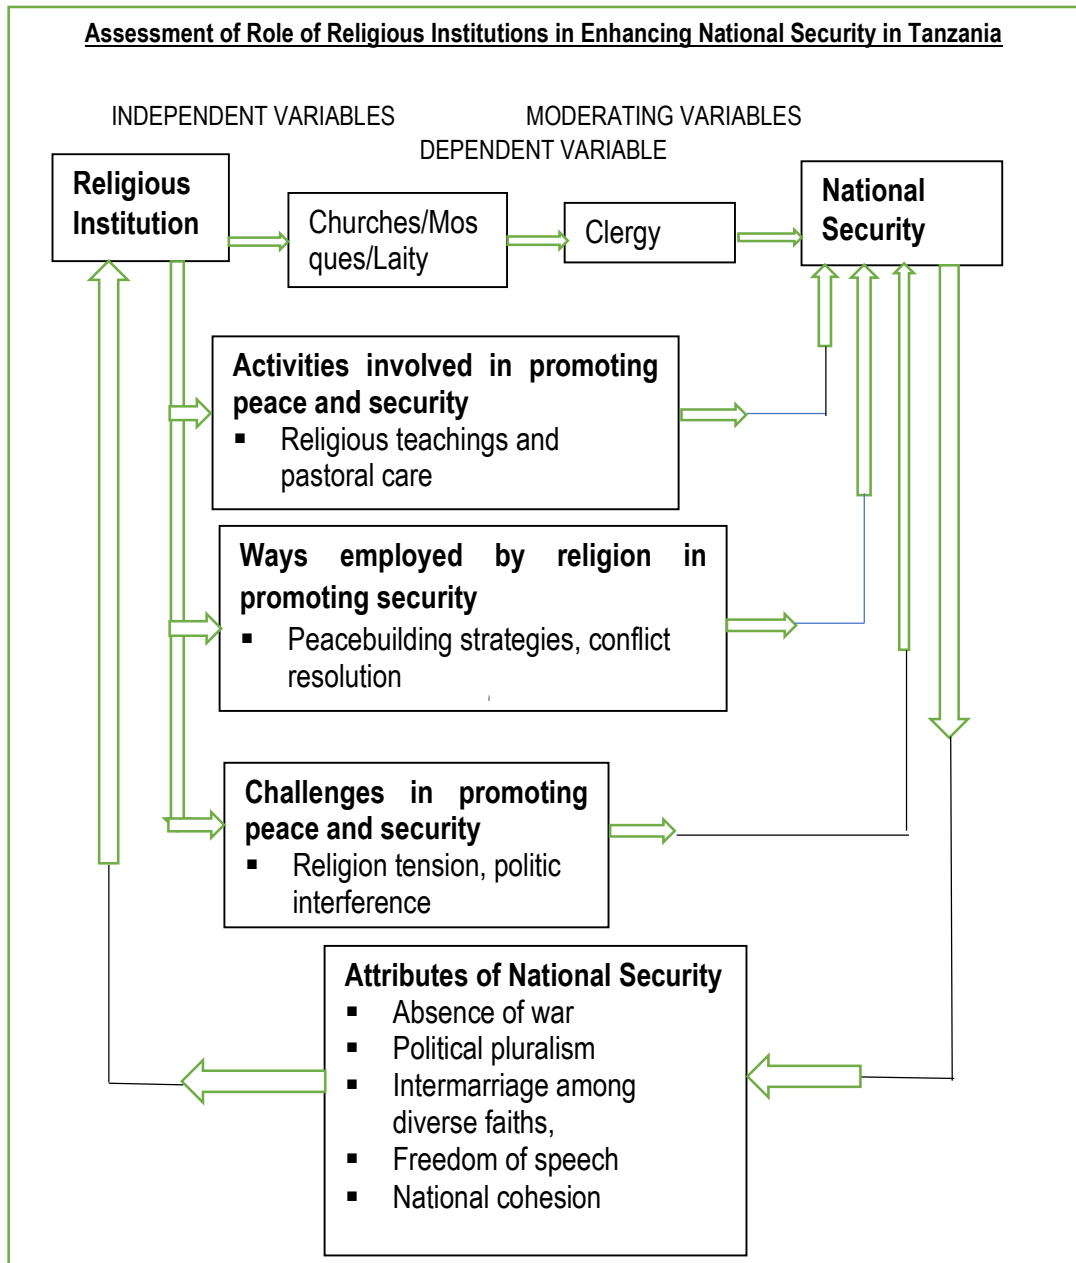 Assessment of Role of Religious Institutions in Enhancing National Security in Tanzania
INDEPENDENT VARIABLES MODERATING VARIABLES
DEPENDENT VARIABLE
Religious
Institution
Churches/Mos
ques/Laity
Clergy
National
Security
Activities involved in promoting
peace and security
▪ Religious teachings and
pastoral care
Ways employed by religion in
promoting security
▪ Peacebuilding strategies, conflict
resolution
Challenges in promoting
peace and security
▪ Religion tension, politic
interference
Attributes of National Security
▪ Absence of war
▪ Political pluralism
▪ Intermarriage among
diverse faiths,
▪ Freedom of speech
▪ National cohesion